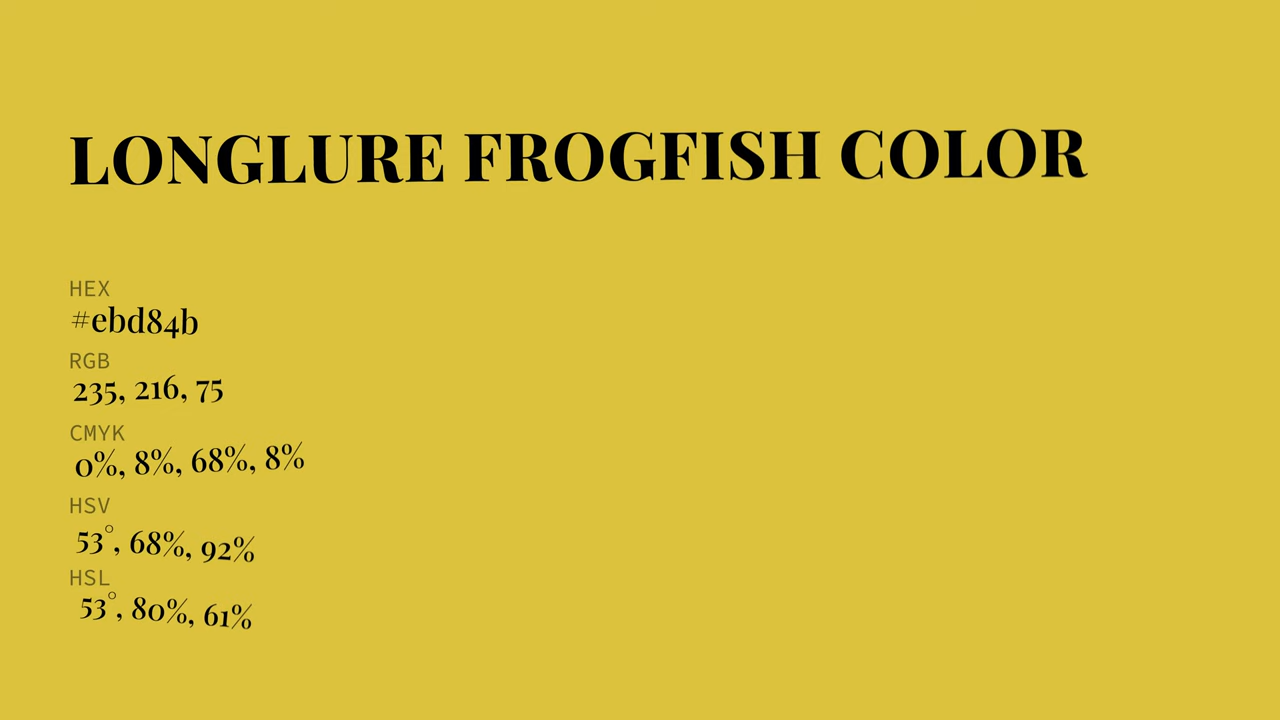 LONGLURE FROGFISH COLOR
HEX
#ebd84b
RGB
235, 216, 75
CMYK
0%, 8%, 68%, 8%
HSV
53°, 68%, 92%
HSL
53°, 80%, 61%